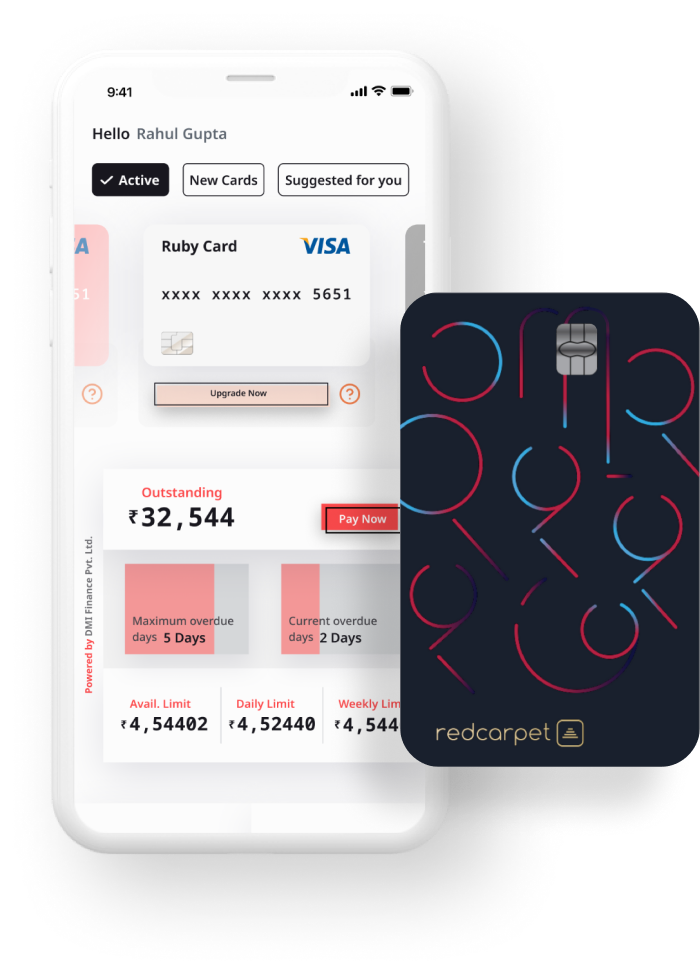 9:41
Hello Rahul Gupta
Active New Cards Suggested for you
A Ruby Card VISA
51 xxxx xxxx xxxx 5651
? Upgrade Now ?
Outstanding
₹32,544
Pay Now
Powered by DMI Finance Pvt. Ltd.
Maximum overdue
days 5 Days
Current overdue
days 2 Days
Avail. Limit Daily Limit Weekly Lim
₹4,54402 ₹4,52440 ₹4,544
redcarpet